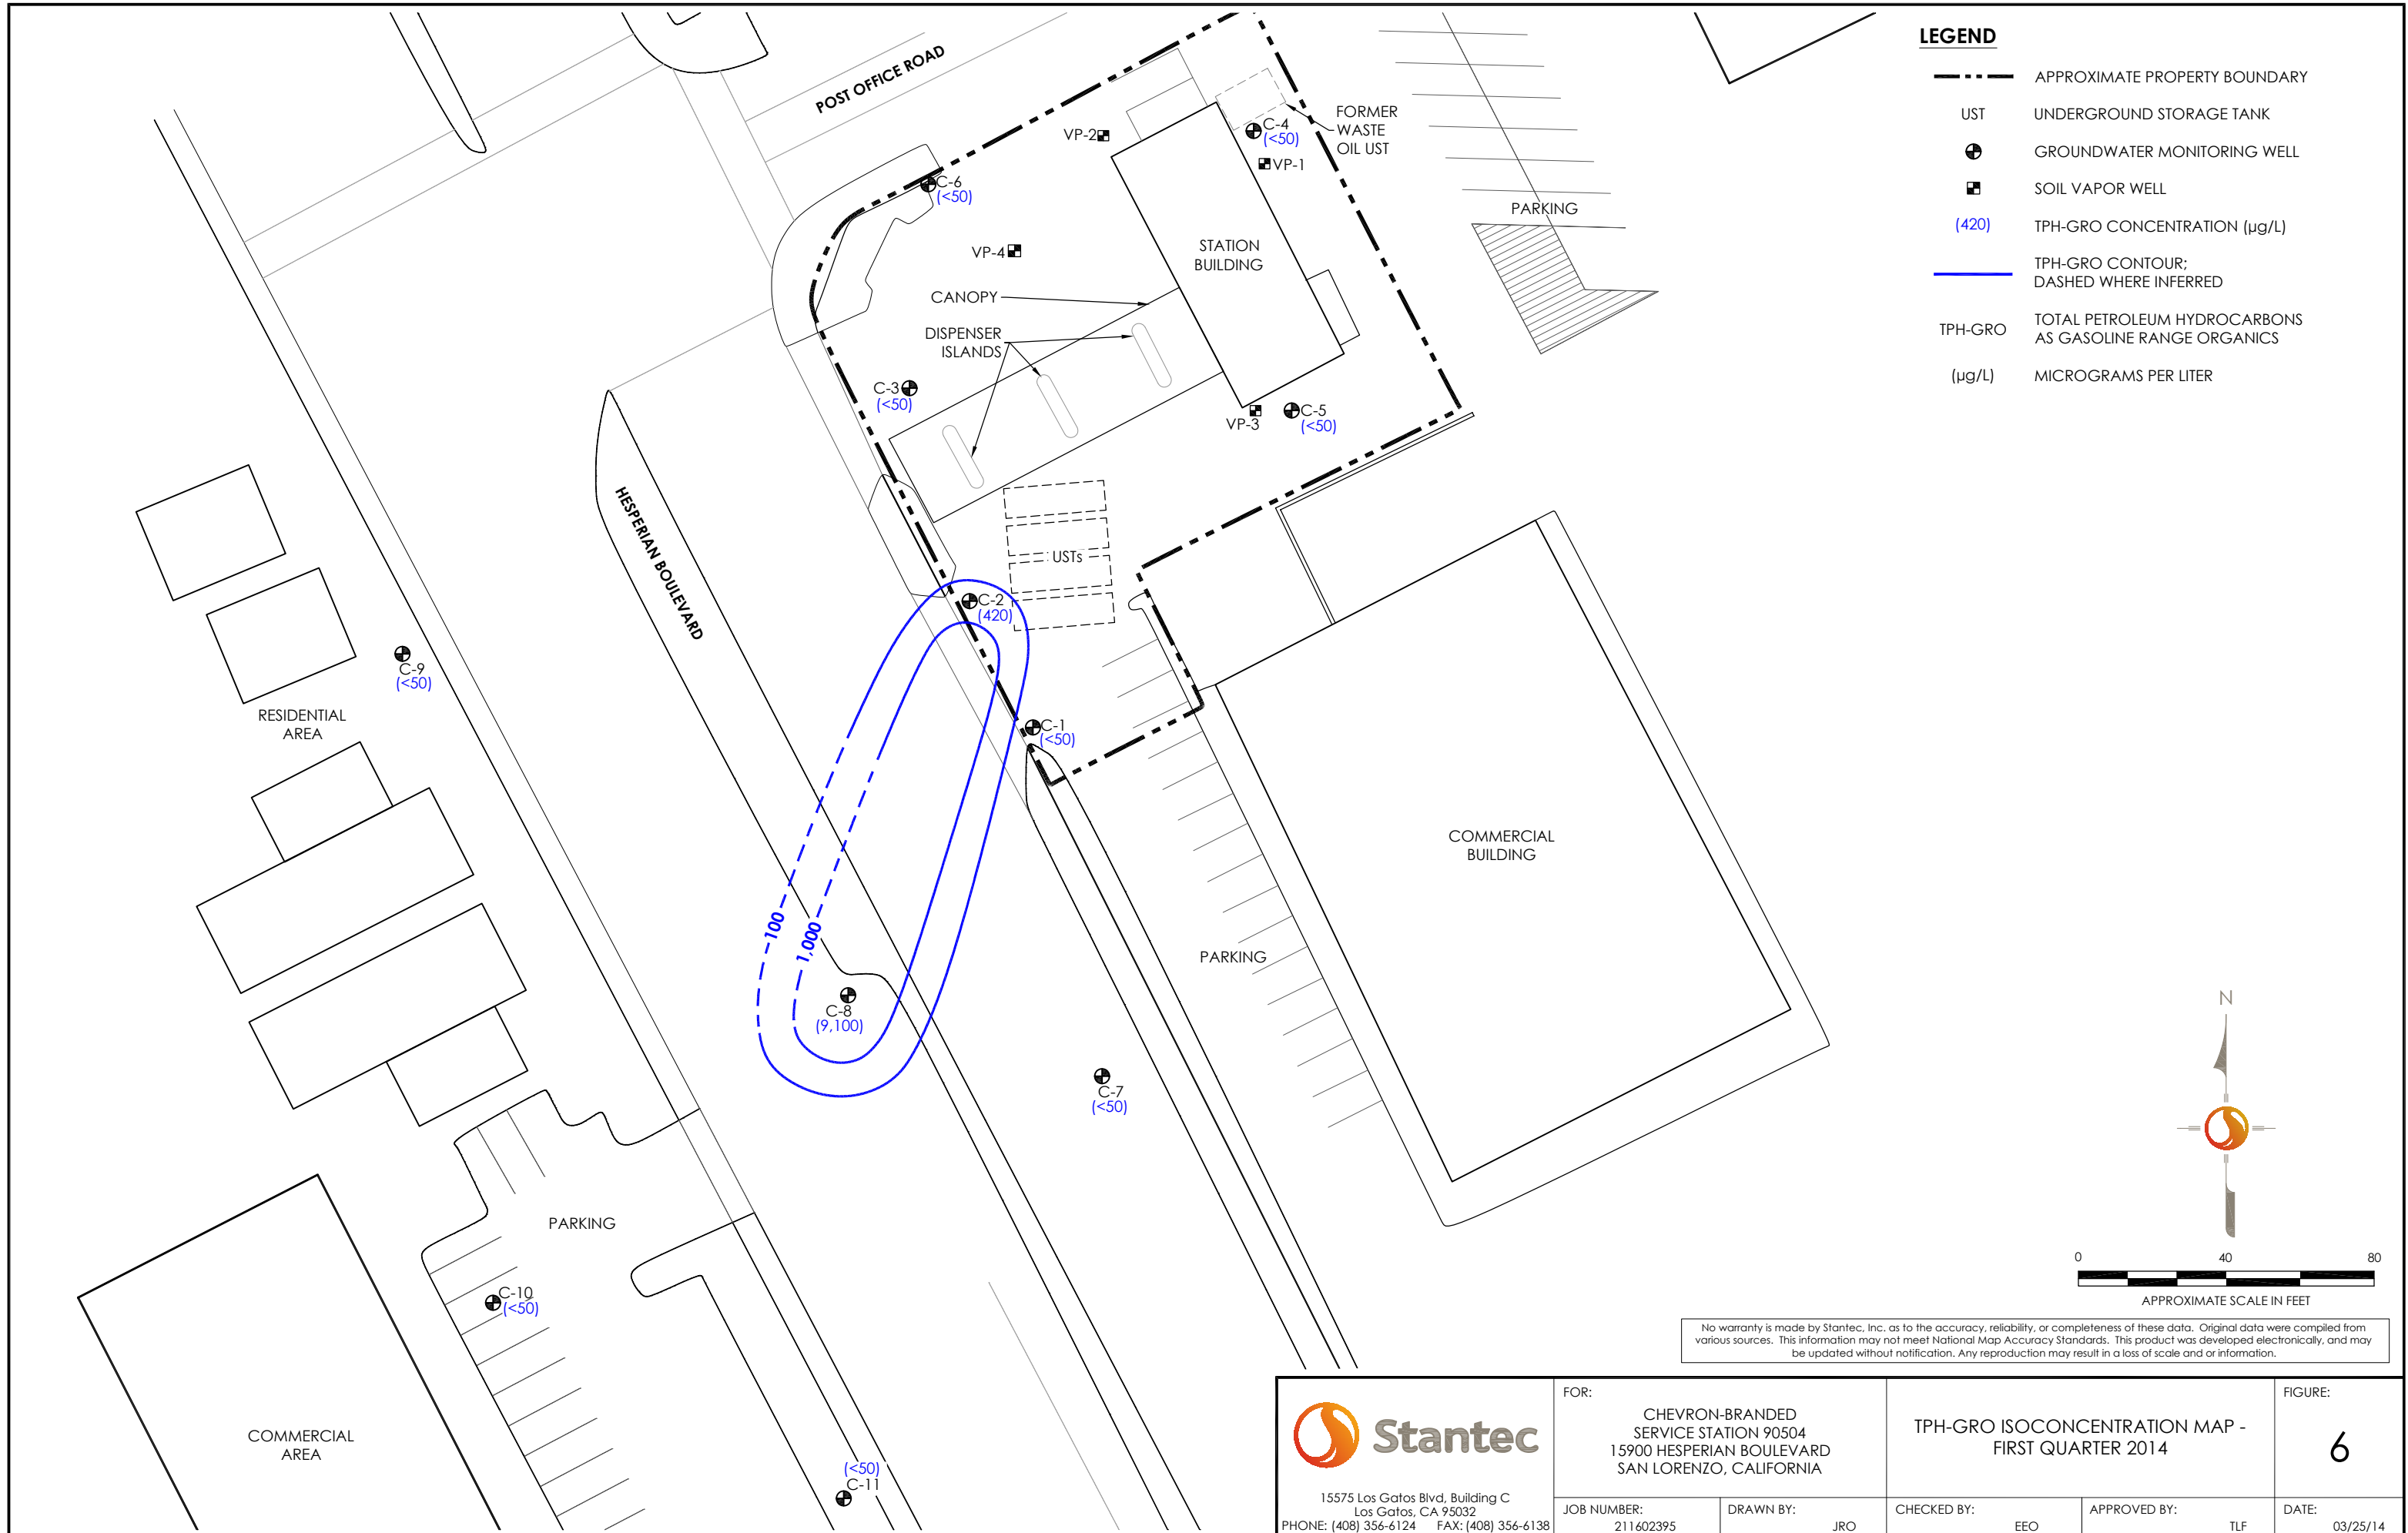 POST OFFICE ROAD
LEGEND
APPROXIMATE PROPERTY BOUNDARY
UST
UNDERGROUND STORAGE TANK
GROUNDWATER MONITORING WELL
SOIL VAPOR WELL
(420)
TPH-GRO CONCENTRATION (µg/L)
TPH-GRO CONTOUR;
DASHED WHERE INFERRED
TPH-GRO
TOTAL PETROLEUM HYDROCARBONS
AS GASOLINE RANGE ORGANICS
(µg/L)
MICROGRAMS PER LITER
VP-2
C-4
(<50)
FORMER
WASTE
OIL UST
VP-1
C-6
(<50)
PARKING
VP-4
STATION
BUILDING
CANOPY
DISPENSER
ISLANDS
C-3
(<50)
VP-3
C-5
(<50)
HESPERIAN BOULEVARD
USTs
C-2
(420)
C-9
(<50)
RESIDENTIAL
AREA
C-1
(<50)
COMMERCIAL
BUILDING
100
1,000
PARKING
C-8
(9,100)
C-7
(<50)
N
PARKING
0 40 80
APPROXIMATE SCALE IN FEET
C-10
(<50)
COMMERCIAL
AREA
(<50)
C-11
No warranty is made by Stantec, Inc. as to the accuracy, reliability, or completeness of these data. Original data were compiled from
various sources. This information may not meet National Map Accuracy Standards. This product was developed electronically, and may
be updated without notification. Any reproduction may result in a loss of scale and or information.
Stantec
15575 Los Gatos Blvd, Building C
Los Gatos, CA 95032
PHONE: (408) 356-6124 FAX: (408) 356-6138
FOR:
CHEVRON-BRANDED
SERVICE STATION 90504
15900 HESPERIAN BOULEVARD
SAN LORENZO, CALIFORNIA
TPH-GRO ISOCONCENTRATION MAP -
FIRST QUARTER 2014
FIGURE:
6
JOB NUMBER:
211602395
DRAWN BY:
JRO
CHECKED BY:
EEO
APPROVED BY:
TLF
DATE:
03/25/14